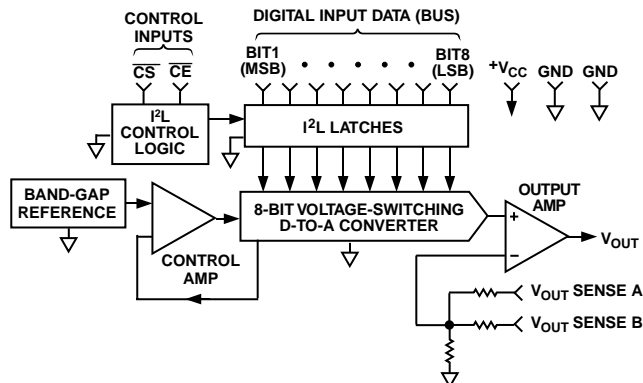 CONTROL
INPUTS
CS CE
DIGITAL INPUT DATA (BUS)
BIT1
(MSB)
BIT8
(LSB)
+VCC GND GND
I²L
CONTROL
LOGIC
I²L LATCHES
BAND-GAP
REFERENCE
CONTROL
AMP
8-BIT VOLTAGE-SWITCHING
D-TO-A CONVERTER
OUTPUT
AMP
+
−
VOUT
VOUT SENSE A
VOUT SENSE B